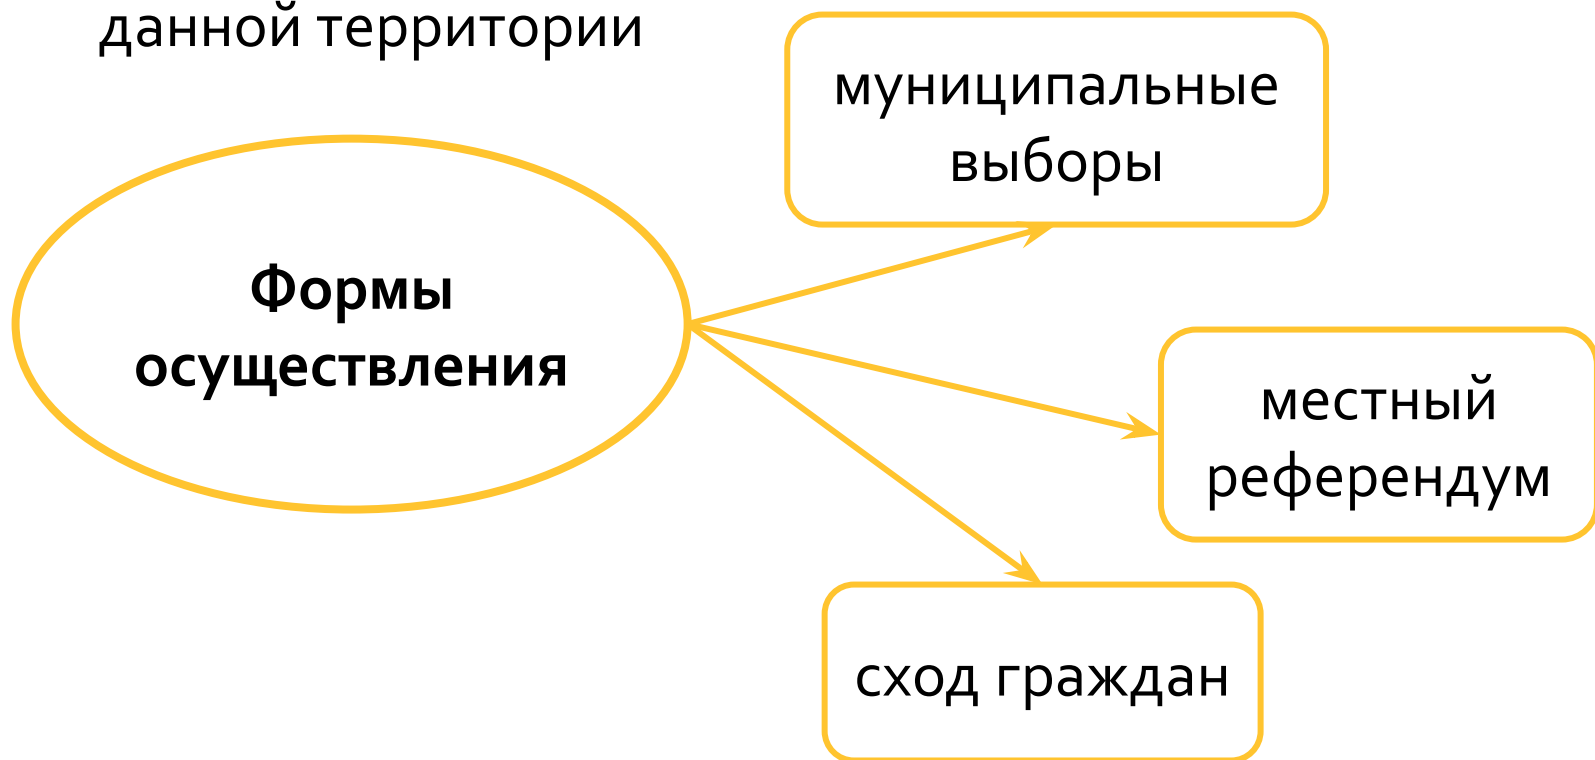 данной территории
муниципальные
выборы
Формы
осуществления
местный
референдум
сход граждан